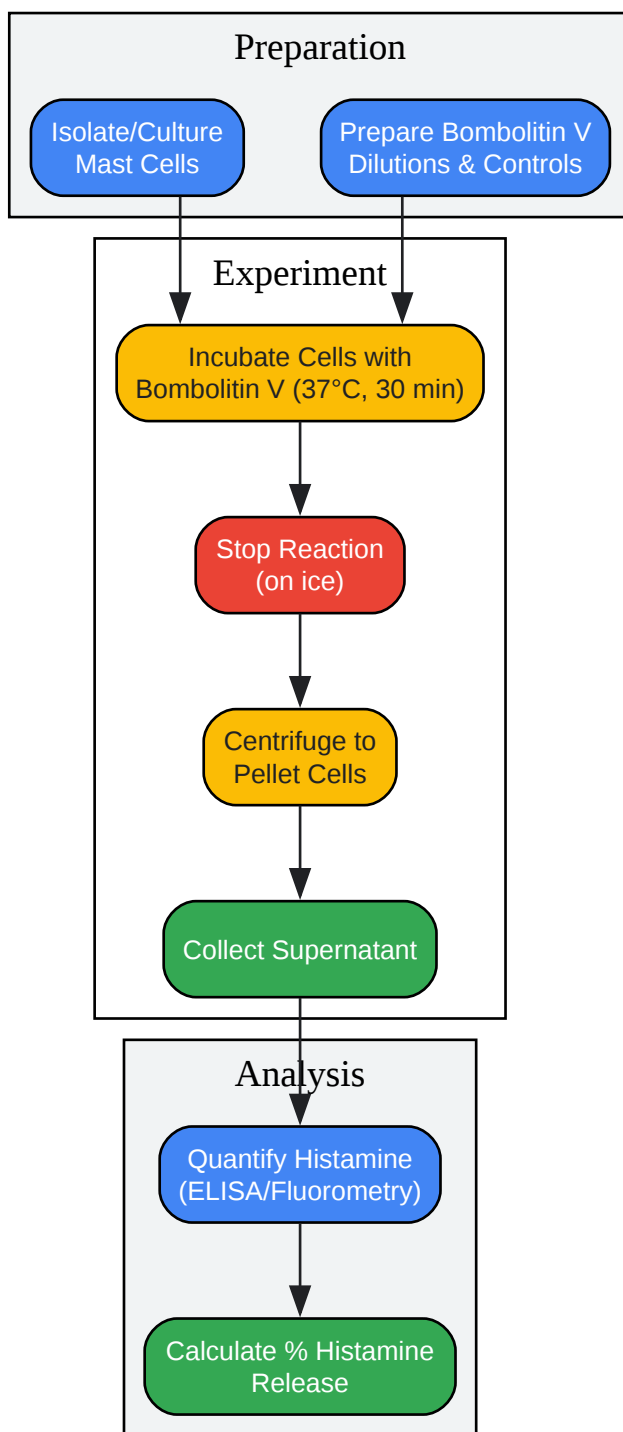 Preparation
Isolate/Culture
Mast Cells
Prepare Bombolitin V
Dilutions & Controls
Experiment
Incubate Cells with
Bombolitin V (37°C, 30 min)
Stop Reaction
(on ice)
Centrifuge to
Pellet Cells
Collect Supernatant
Analysis
Quantify Histamine
(ELISA/Fluorometry)
Calculate % Histamine
Release